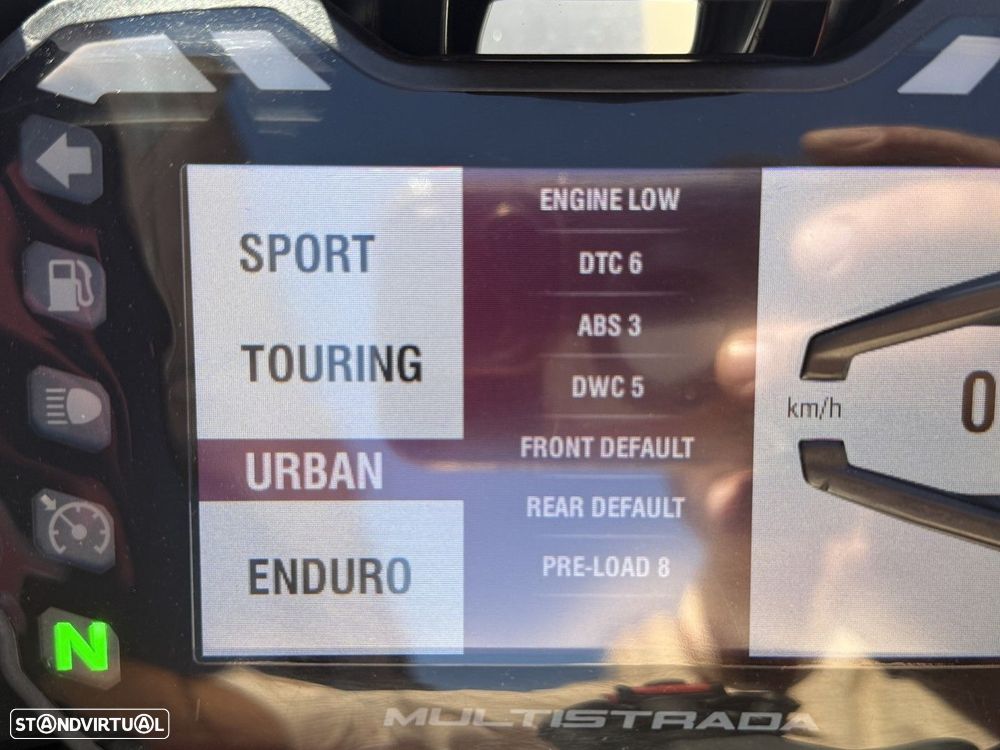 SPORT
TOURING
URBAN
ENDURO
ENGINE LOW
DTC 6
ABS 3
DWC 5
FRONT DEFAULT
REAR DEFAULT
PRE-LOAD 8
km/h
0
N
MULTISTRADA
STANDVIRTUAL